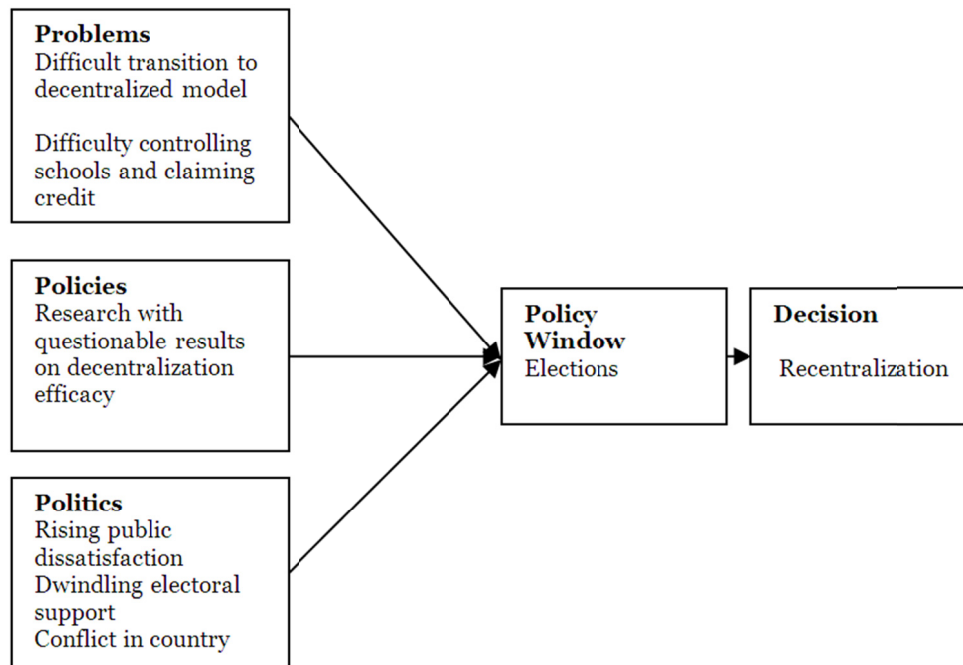 Problems
Difficult transition to
decentralized model
Difficulty controlling
schools and claiming
credit
Policies
Research with
questionable results
on decentralization
efficacy
Politics
Rising public
dissatisfaction
Dwindling electoral
support
Conflict in country
Policy
Window
Elections
Decision
Recentralization